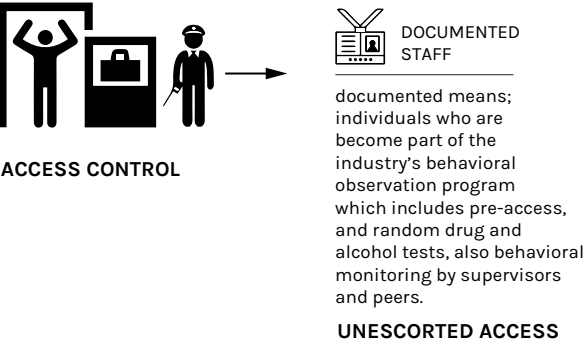 ACCESS CONTROL
DOCUMENTED
STAFF
documented means;
individuals who are
become part of the
industry's behavioral
observation program
which includes pre-access,
and random drug and
alcohol tests, also behavioral
monitoring by supervisors
and peers.
UNESCORTED ACCESS